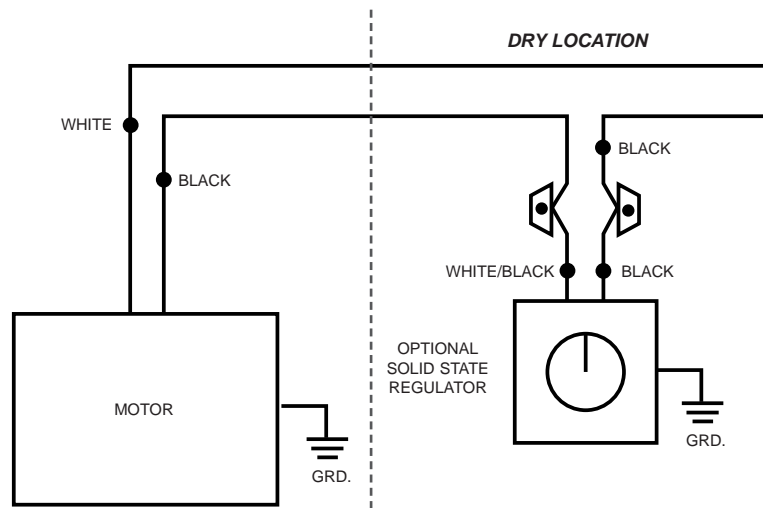 DRY LOCATION
WHITE
BLACK
BLACK
WHITE/BLACK
BLACK
OPTIONAL
SOLID STATE
REGULATOR
MOTOR
GRD.
GRD.